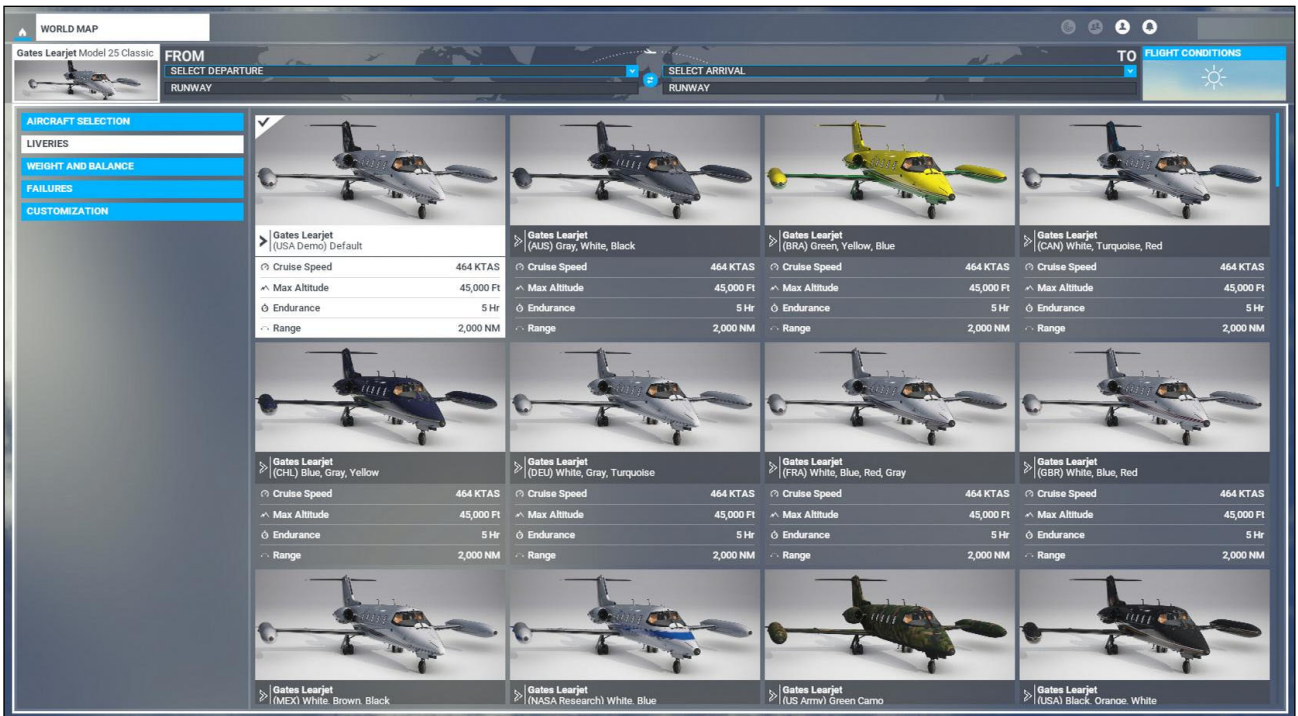 WORLD MAP
Gates Learjet Model 25 Classic
FROM
SELECT DEPARTURE
RUNWAY
TO
SELECT ARRIVAL
RUNWAY
FLIGHT CONDITIONS
AIRCRAFT SELECTION
LIVERIES
WEIGHT AND BALANCE
FAILURES
CUSTOMIZATION
Gates Learjet
(USA Demo) Default
Cruise Speed 464 KTAS
Max Altitude 45,000 Ft
Endurance 5 Hr
Range 2,000 NM
Gates Learjet
(AUS) Gray, White, Black
Cruise Speed 464 KTAS
Max Altitude 45,000 Ft
Endurance 5 Hr
Range 2,000 NM
Gates Learjet
(BRA) Green, Yellow, Blue
Cruise Speed 464 KTAS
Max Altitude 45,000 Ft
Endurance 5 Hr
Range 2,000 NM
Gates Learjet
(CAN) White, Turquoise, Red
Cruise Speed 464 KTAS
Max Altitude 45,000 Ft
Endurance 5 Hr
Range 2,000 NM
Gates Learjet
(CHL) Blue, Gray, Yellow
Cruise Speed 464 KTAS
Max Altitude 45,000 Ft
Endurance 5 Hr
Range 2,000 NM
Gates Learjet
(DEU) White, Gray, Turquoise
Cruise Speed 464 KTAS
Max Altitude 45,000 Ft
Endurance 5 Hr
Range 2,000 NM
Gates Learjet
(FRA) White, Blue, Red, Gray
Cruise Speed 464 KTAS
Max Altitude 45,000 Ft
Endurance 5 Hr
Range 2,000 NM
Gates Learjet
(GBR) White, Blue, Red
Cruise Speed 464 KTAS
Max Altitude 45,000 Ft
Endurance 5 Hr
Range 2,000 NM
Gates Learjet
(MEX) White, Brown, Black
Gates Learjet
(NASA Research) White, Blue
Gates Learjet
(US Army) Green Camo
Gates Learjet
(USA) Black, Orange, White